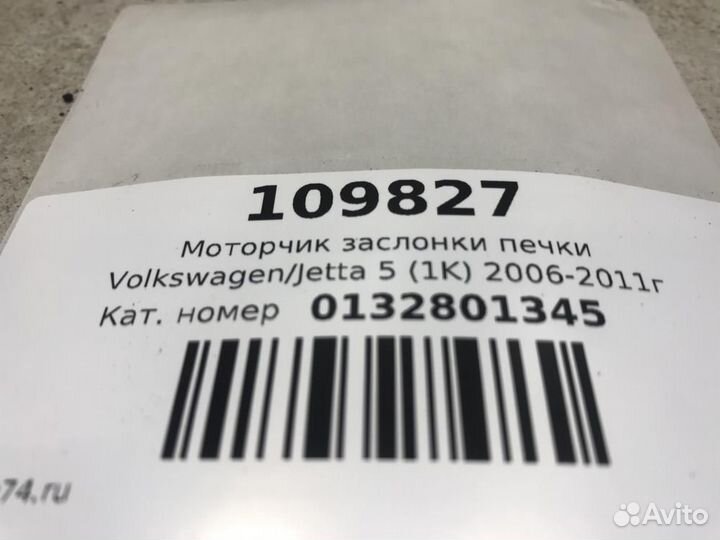 109827
Моторчик заслонки печки
Volkswagen/Jetta 5 (1K) 2006-2011г
Кат. номер 0132801345
74.ru
Avito